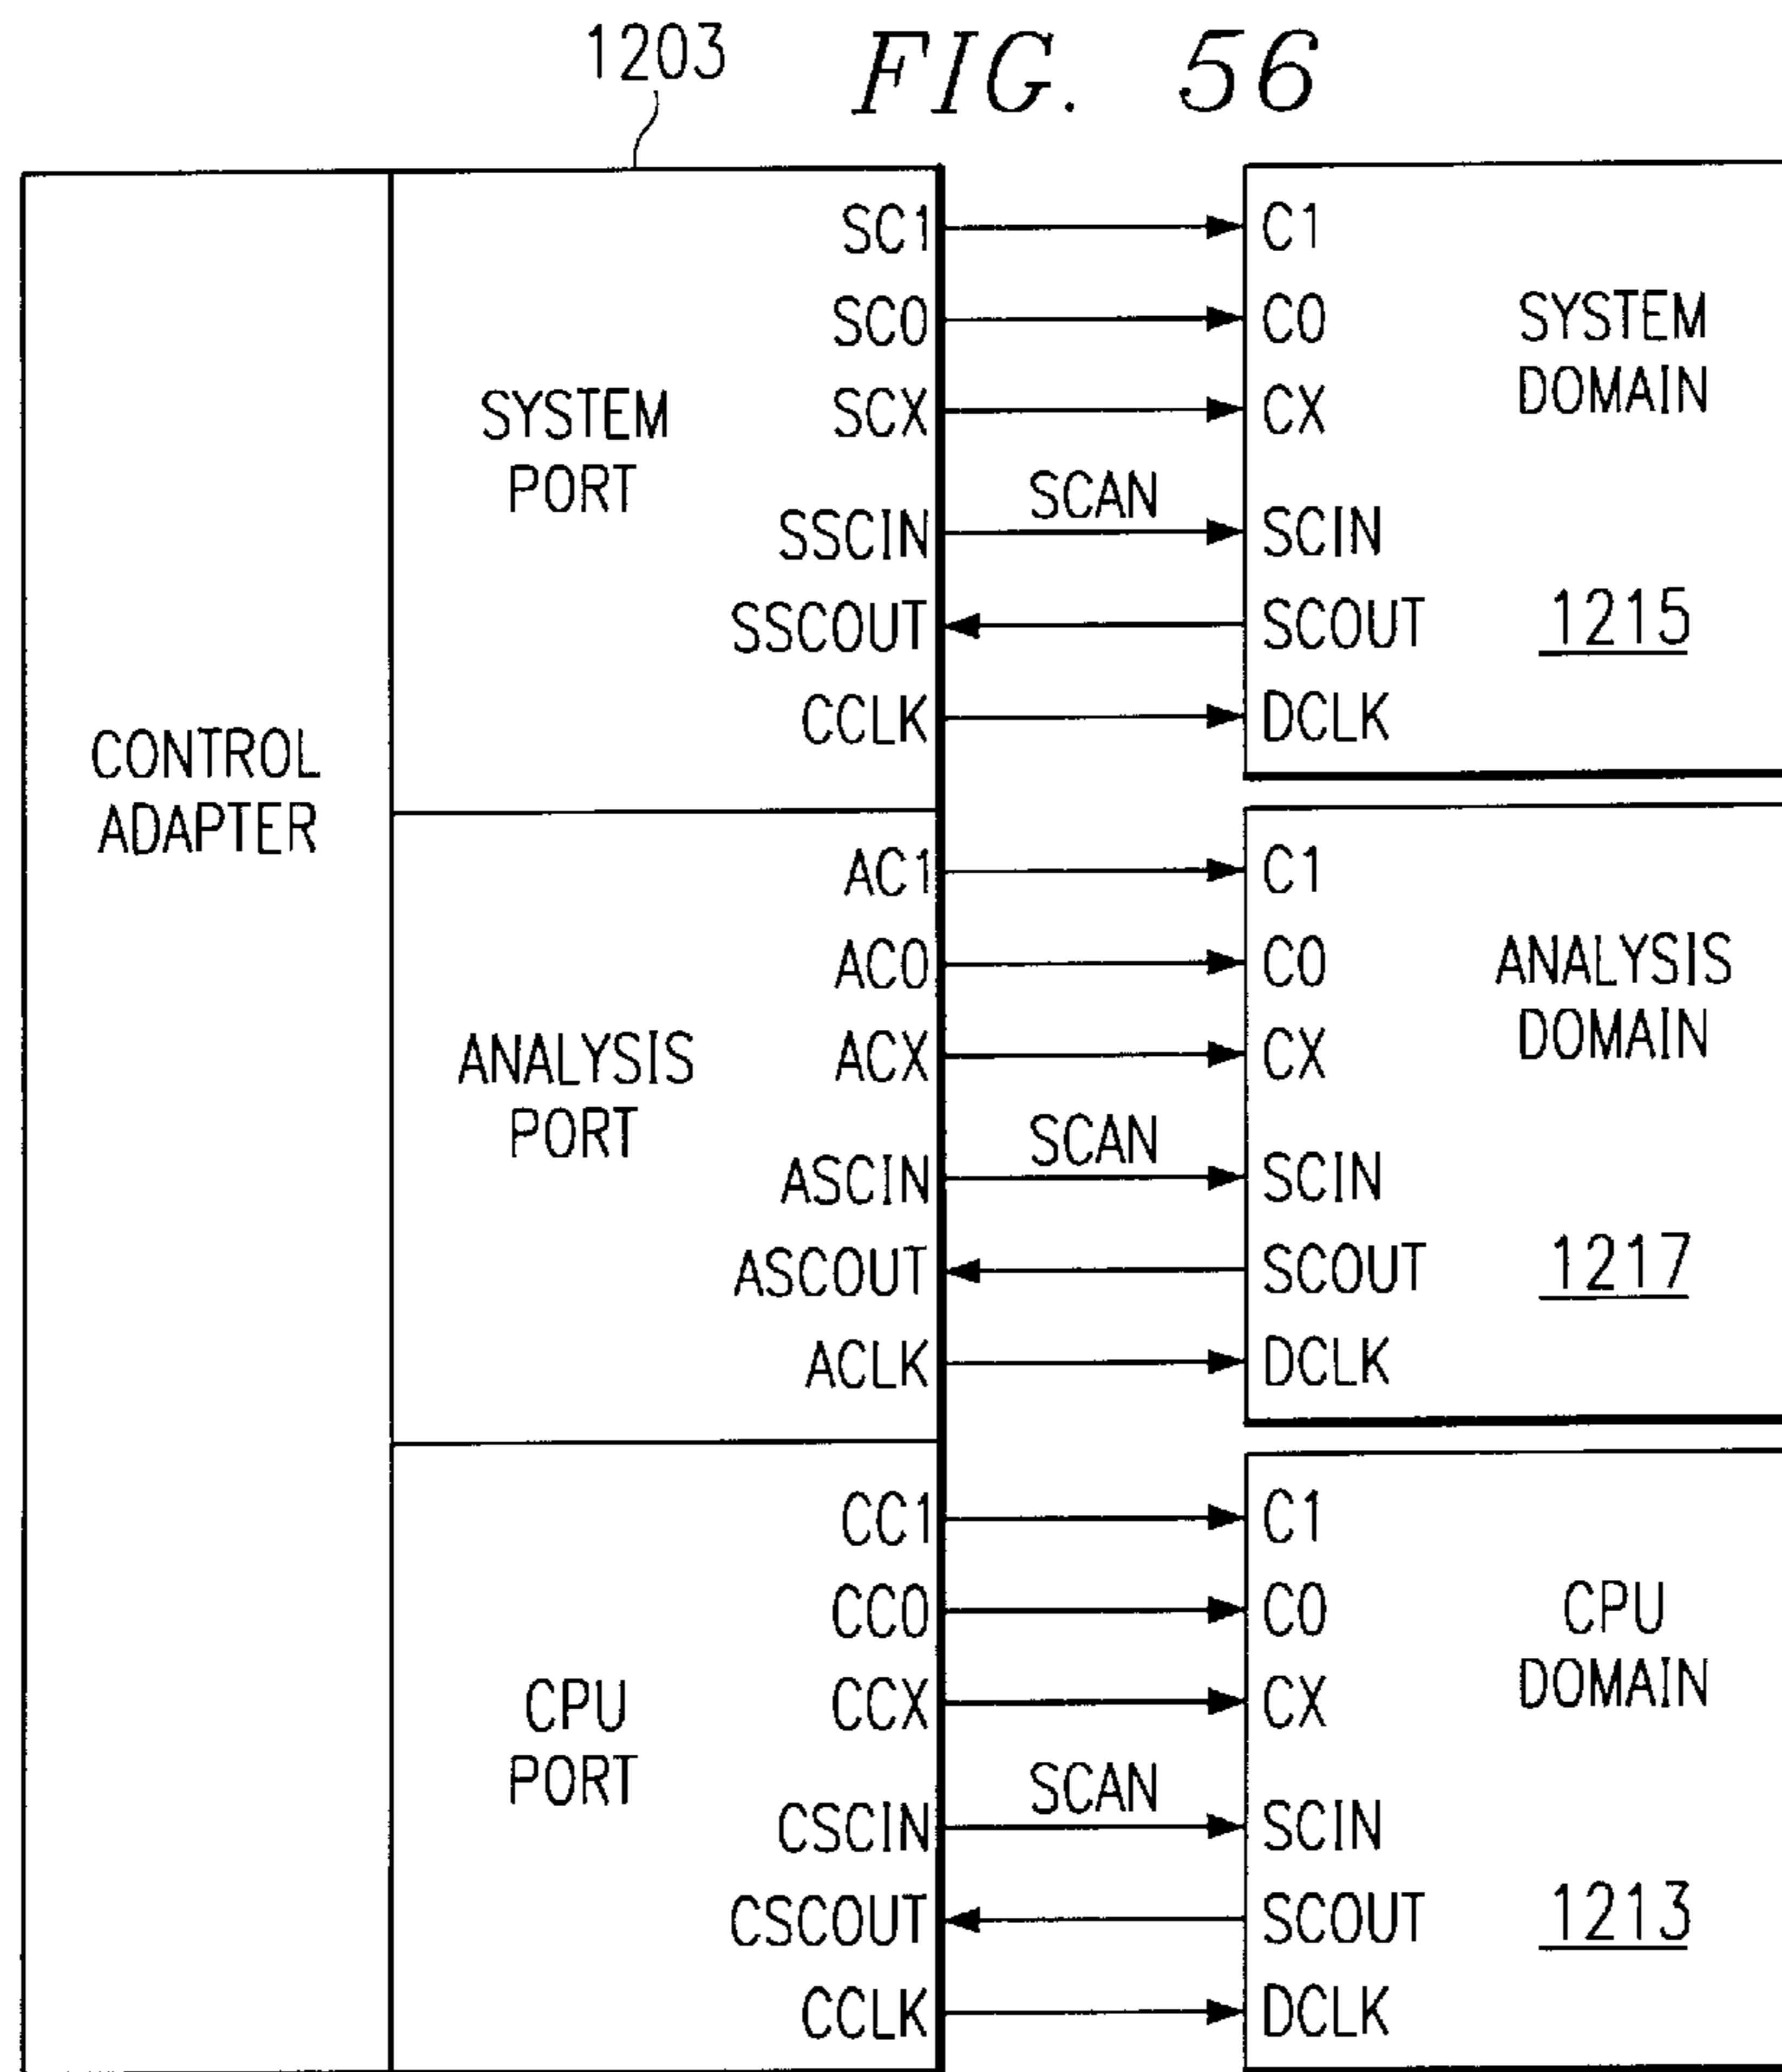 1203
FIG. 56
CONTROL
ADAPTER
SYSTEM
PORT
SC1
SC0
SCX
SSCIN
SSCOUT
CCLK
SCAN
C1
C0
CX
SCIN
SCOUT
DCLK
SYSTEM
DOMAIN
1215
ANALYSIS
PORT
AC1
AC0
ACX
ASCIN
ASCOUT
ACLK
SCAN
C1
C0
CX
SCIN
SCOUT
DCLK
ANALYSIS
DOMAIN
1217
CPU
PORT
CC1
CC0
CCX
CSCIN
CSCOUT
CCLK
SCAN
C1
C0
CX
SCIN
SCOUT
DCLK
CPU
DOMAIN
1213